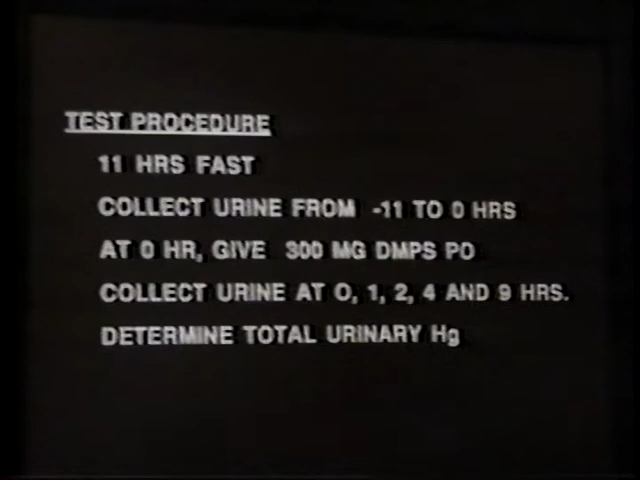 TEST PROCEDURE
11 HRS FAST
COLLECT URINE FROM -11 TO 0 HRS
AT 0 HR, GIVE 300 MG DMPS PO
COLLECT URINE AT O, 1, 2, 4 AND 9 HRS.
DETERMINE TOTAL URINARY Hg